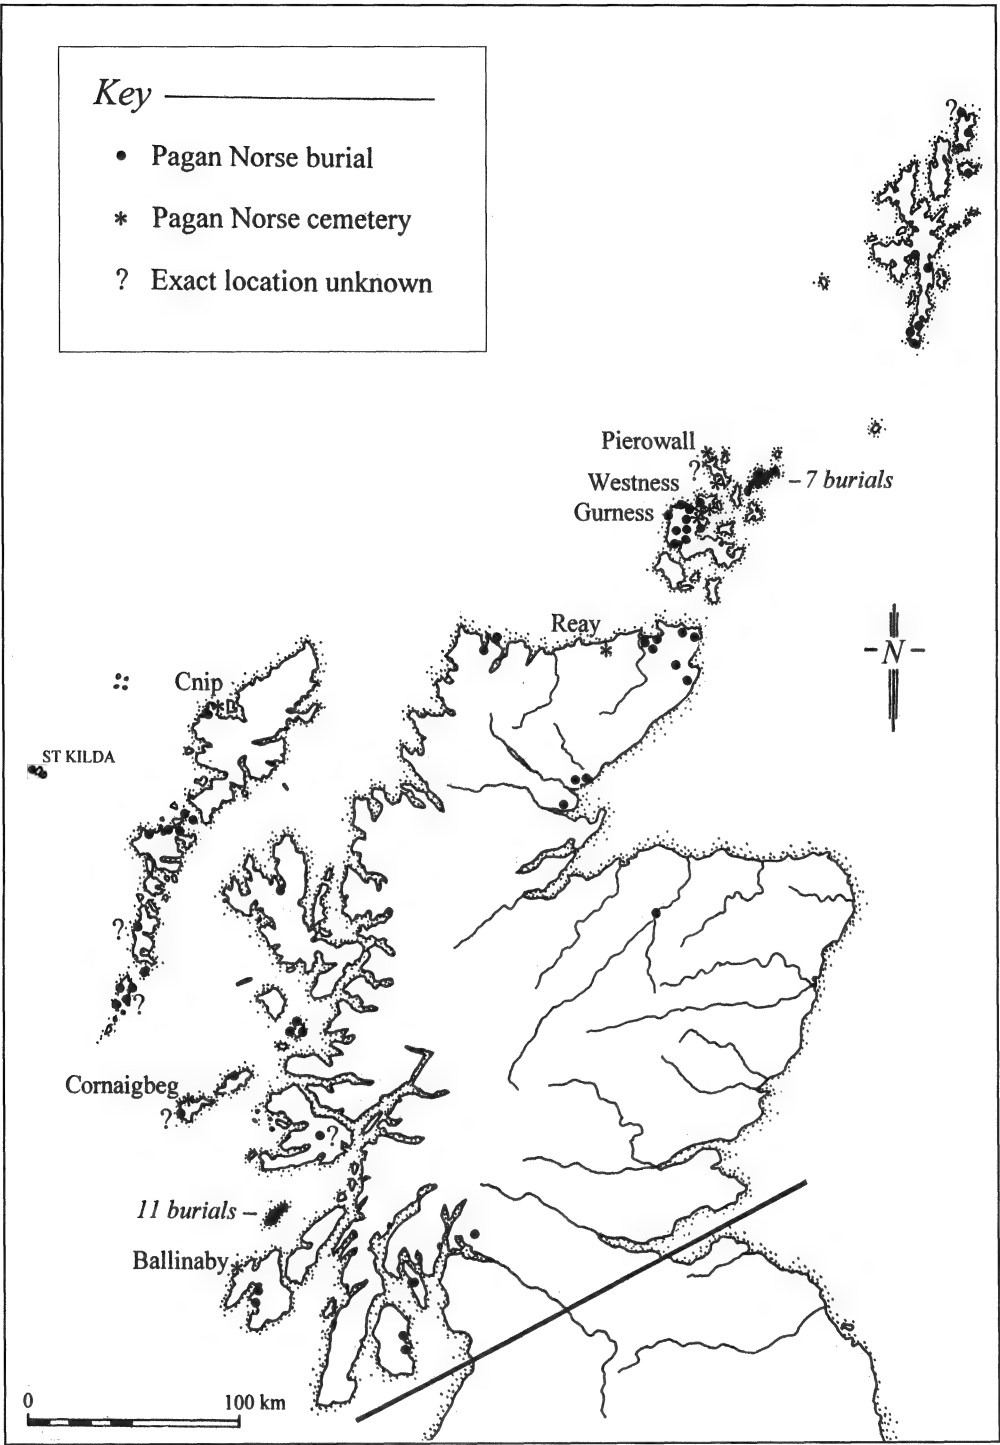 Key
Pagan Norse burial
* Pagan Norse cemetery
? Exact location unknown
?
Pierowall
?
Westness
– 7 burials
Gurness
Reay
-N-
Cnip
ST KILDA
?
?
Cornaigbeg
?
?
11 burials –
Ballinaby
0 100 km